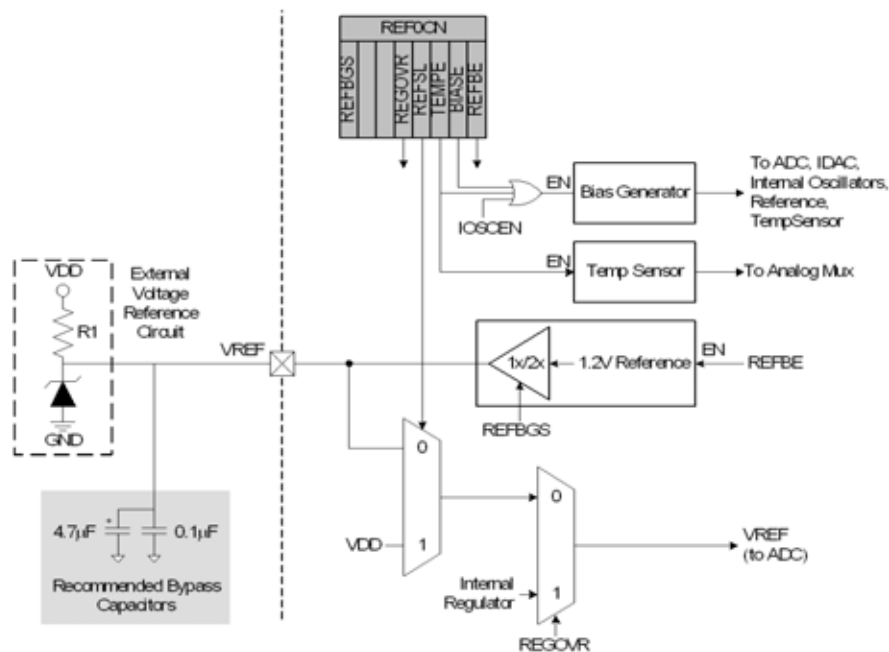 REF0CN
REFBGS
REGOVR
REFSL
TEMPE
BIASE
REFBE
To ADC, IDAC,
Internal Oscillators,
Reference,
TempSensor
EN
Bias Generator
IOSCEN
EN
Temp Sensor
To Analog Mux
VDD
R1
GND
External
Voltage
Reference
Circuit
VREF
1x/2x
1.2V Reference
EN
REFBE
REFBGS
0
VDD
1
0
VREF
(to ADC)
Internal
Regulator
1
REGOVR
4.7µF
+
0.1µF
Recommended Bypass
Capacitors